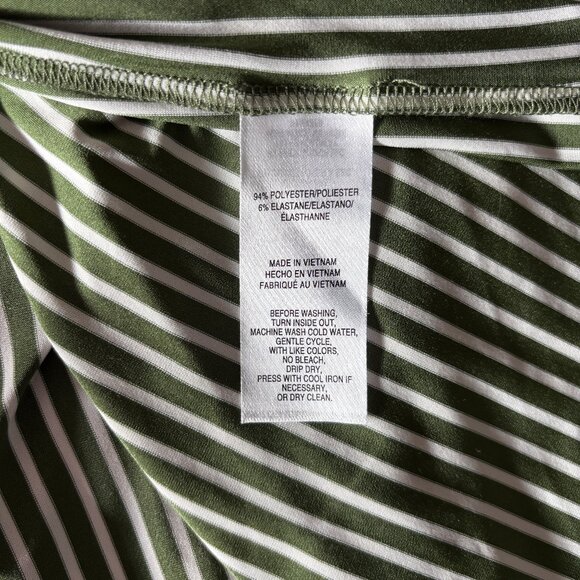 94% POLYESTER/POLIESTER
6% ELASTANE/ELASTANO/
ÉLASTHANNE
MADE IN VIETNAM
HECHO EN VIETNAM
FABRIQUÉ AU VIETNAM
BEFORE WASHING,
TURN INSIDE OUT,
MACHINE WASH COLD WATER,
GENTLE CYCLE,
WITH LIKE COLORS,
NO BLEACH,
DRIP DRY,
PRESS WITH COOL IRON IF
NECESSARY,
OR DRY CLEAN.